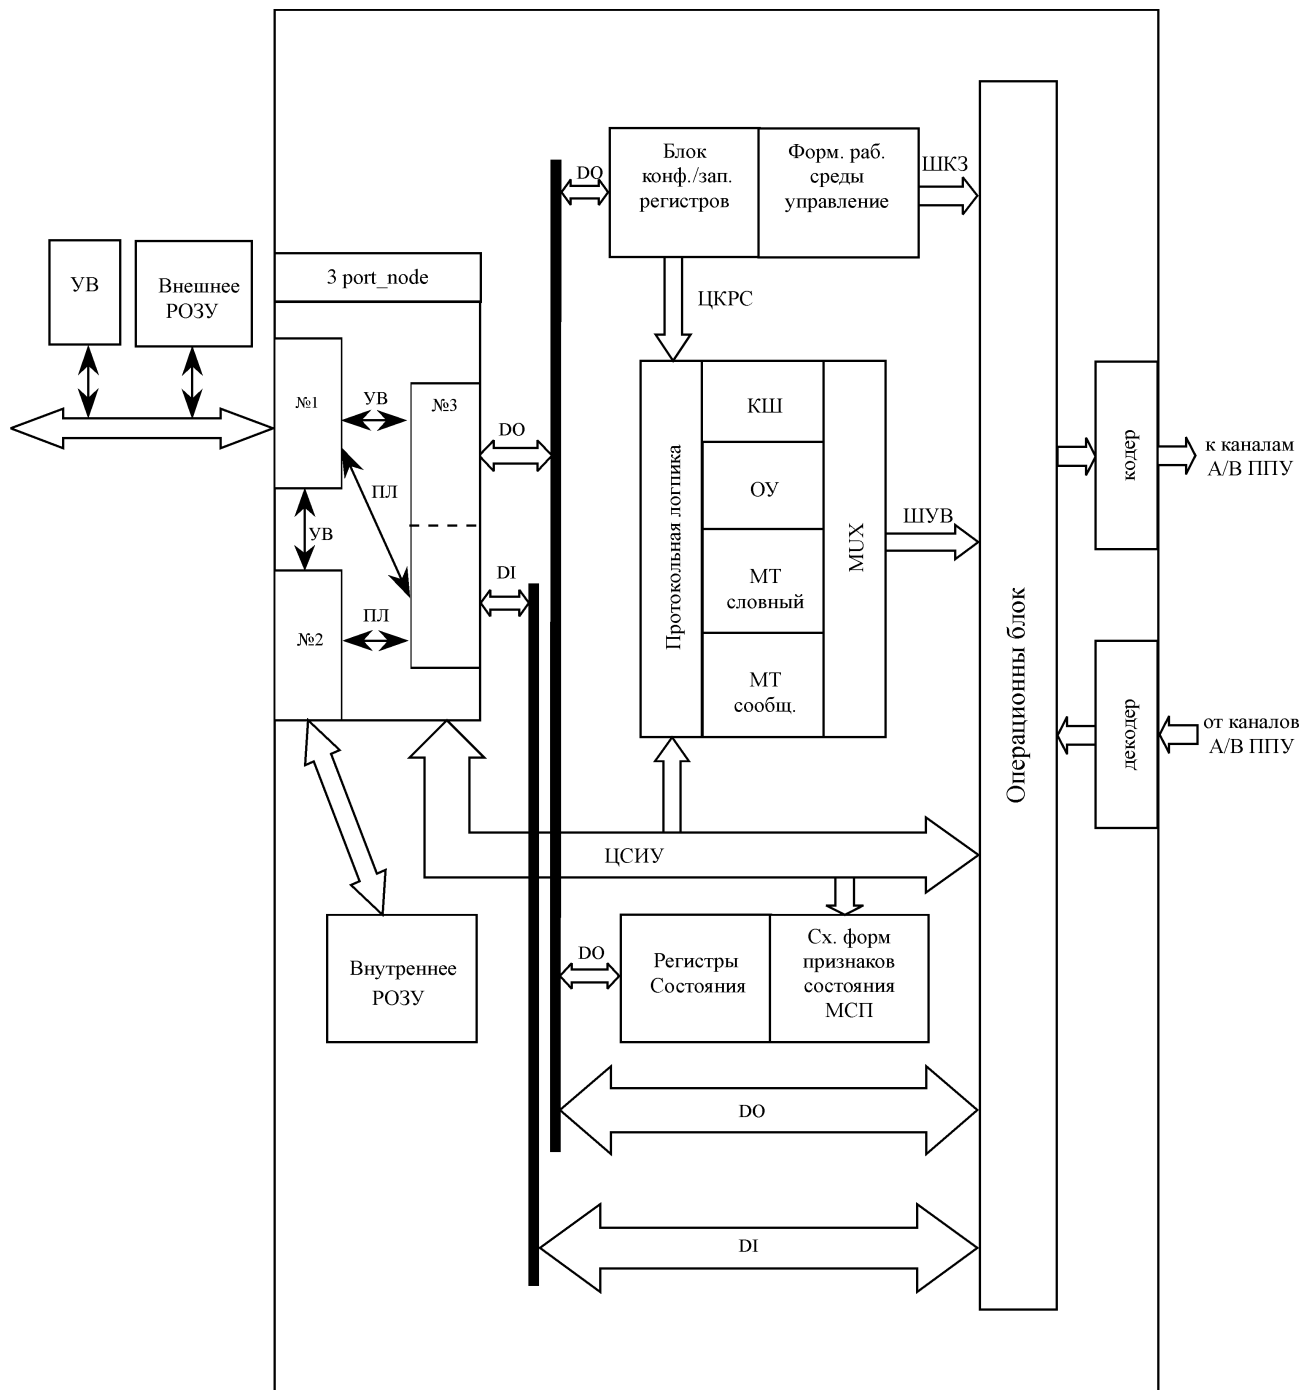 Блок
конф./зап.
регистров
Форм. раб.
среды
управление
ШКЗ
DO
УВ
Внешнее
РОЗУ
3 port_node
ЦКРС
№1
УВ
№3
КШ
DO
к каналам
А/В ППУ
кодер
ПЛ
ОУ
Протокольная логпика
MUX
ШУВ
УВ
DI
МТ
словный
ПЛ
№2
МТ
сообщ.
Операционны блок
декодер
от каналов
А/В ППУ
ЦСИУ
DO
Внутреннее
РОЗУ
Регистры
Состояния
Сх. форм
признаков
состояния
МСП
DO
DI